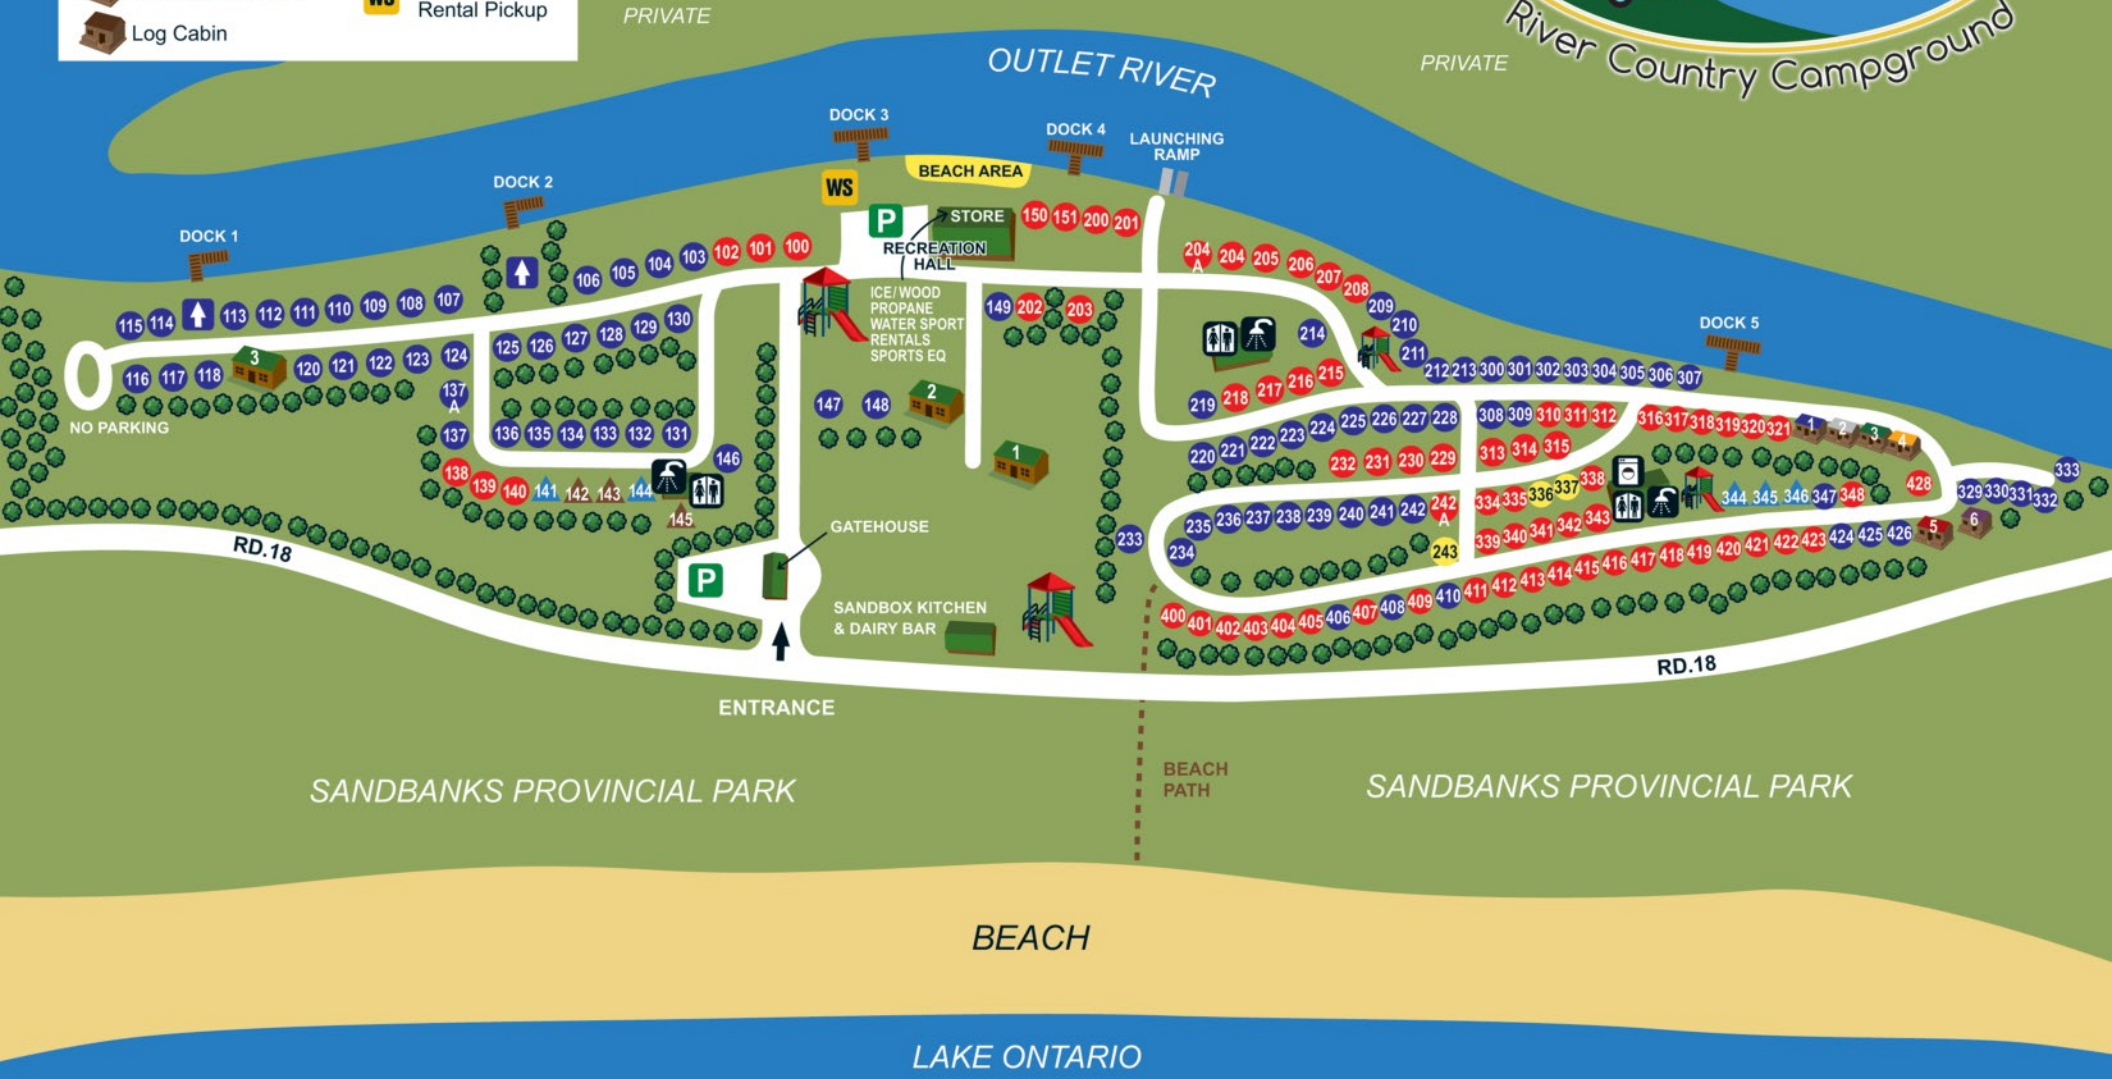 WS
Rental Pickup
Log Cabin
PRIVATE
PRIVATE
River Country Campground
OUTLET RIVER
DOCK 3
DOCK 4
LAUNCHING
RAMP
BEACH AREA
WS
DOCK 2
DOCK 1
P
STORE
150 151 200 201
RECREATION
HALL
106 105 104 103 102 101 100
204
A
204 205 206 207 208 209 210 211
115 114 113 112 111 110 109 108 107
ICE/WOOD
PROPANE
WATER SPORT
RENTALS
SPORTS EQ
149 202 203
214
DOCK 5
125 126 127 128 129 130
116 117 118 3 120 121 122 123 124
212 213 300 301 302 303 304 305 306 307
137
A
147 148 2
219 218 217 216 215
NO PARKING
137 136 135 134 133 132 131
220 221 222 223 224 225 226 227 228
308 309 310 311 312
316 317 318 319 320 321 1 2 3 4
146
1
232 231 230 229
313 314 315
138 139 140 141 142 143 144
145
334 335 336 337 338
344 345 346 347 348
428
329 330 331 332 333
235 236 237 238 239 240 241 242
242
A
233
234
243
339 340 341 342 343
5 6
GATEHOUSE
RD.18
P
SANDBOX KITCHEN
& DAIRY BAR
400 401 402 403 404 405 406 407 408 409 410 411 412 413 414 415 416 417 418 419 420 421 422 423 424 425 426
RD.18
ENTRANCE
BEACH
PATH
SANDBANKS PROVINCIAL PARK
SANDBANKS PROVINCIAL PARK
BEACH
LAKE ONTARIO